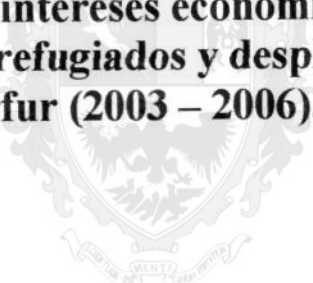 intereses económi
refugiados y desp
fur (2003 – 2006)